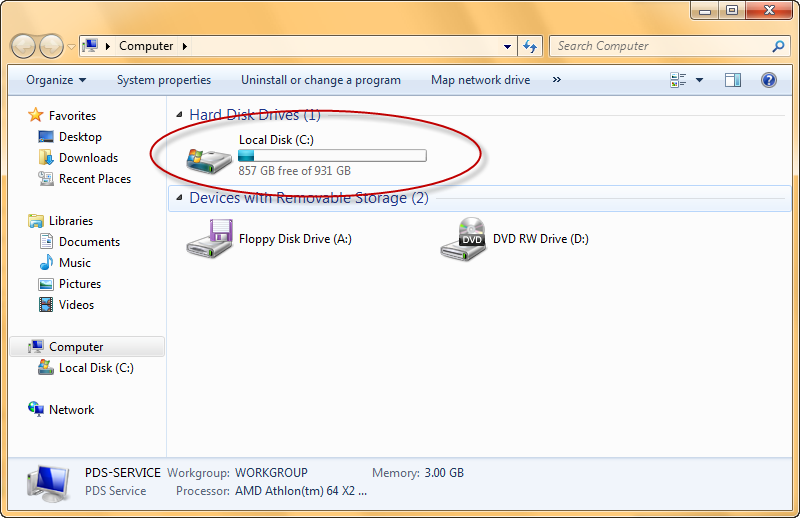 Computer
Search Computer
Organize
System properties
Uninstall or change a program
Map network drive
»
Favorites
Desktop
Downloads
Recent Places
Libraries
Documents
Music
Pictures
Videos
Computer
Local Disk (C:)
Network
Hard Disk Drives (1)
Local Disk (C:)
857 GB free of 931 GB
Devices with Removable Storage (2)
Floppy Disk Drive (A:)
DVD
DVD RW Drive (D:)
PDS-SERVICE Workgroup: WORKGROUP Memory: 3.00 GB
PDS Service Processor: AMD Athlon(tm) 64 X2 ...